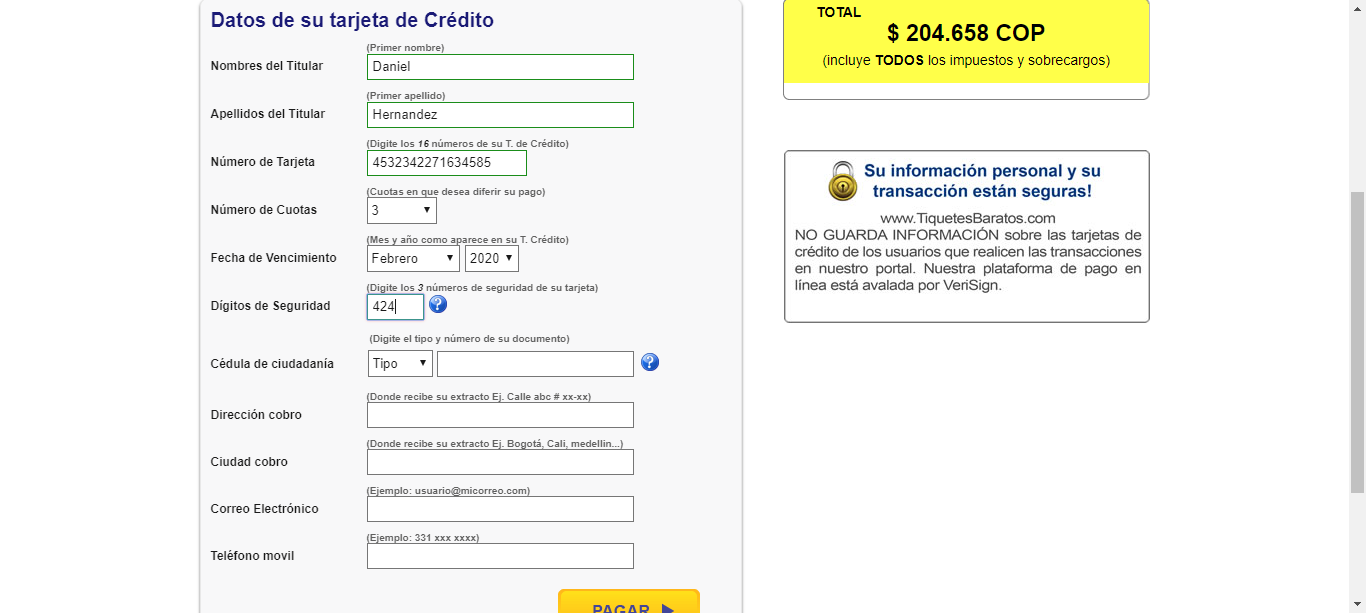 Datos de su tarjeta de Crédito
(Primer nombre)
Nombres del Titular
Daniel
(Primer apellido)
Apellidos del Titular
Hernandez
(Digite los 16 números de su T. de Crédito)
Número de Tarjeta
4532342271634585
(Cuotas en que desea diferir su pago)
Número de Cuotas
3
(Mes y año como aparece en su T. Crédito)
Fecha de Vencimiento
Febrero 2020
(Digite los 3 números de seguridad de su tarjeta)
Dígitos de Seguridad
424
(Digite el tipo y número de su documento)
Cédula de ciudadanía
Tipo
(Donde recibe su extracto Ej. Calle abc # xx-xx)
Dirección cobro
(Donde recibe su extracto Ej. Bogotá, Cali, medellin...)
Ciudad cobro
(Ejemplo: usuario@micorreo.com)
Correo Electrónico
(Ejemplo: 331 xxx xxxx)
Teléfono movil
PAGAR
TOTAL
$ 204.658 COP
(incluye TODOS los impuestos y sobrecargos)
Su información personal y su
transacción están seguras!
www.TiquetesBaratos.com
NO GUARDA INFORMACIÓN sobre las tarjetas de
crédito de los usuarios que realicen las transacciones
en nuestro portal. Nuestra plataforma de pago en
línea está avalada por VeriSign.